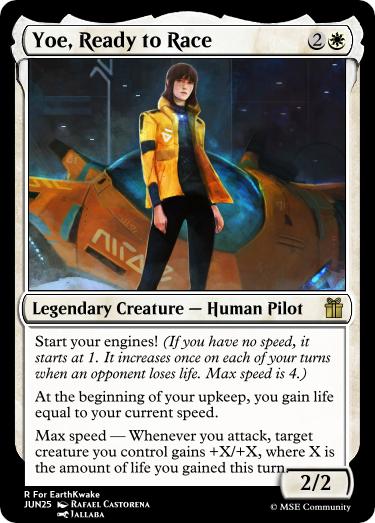 Yoe, Ready to Race 2
Legendary Creature — Human Pilot
Start your engines! (If you have no speed, it
starts at 1. It increases once on each of your turns
when an opponent loses life. Max speed is 4.)
At the beginning of your upkeep, you gain life
equal to your current speed.
Max speed — Whenever you attack, target
creature you control gains +X/+X, where X is
the amount of life you gained this turn.
2/2
R For EarthKwake
JUN25 Rafael Castorena
Jallaba
© MSE Community